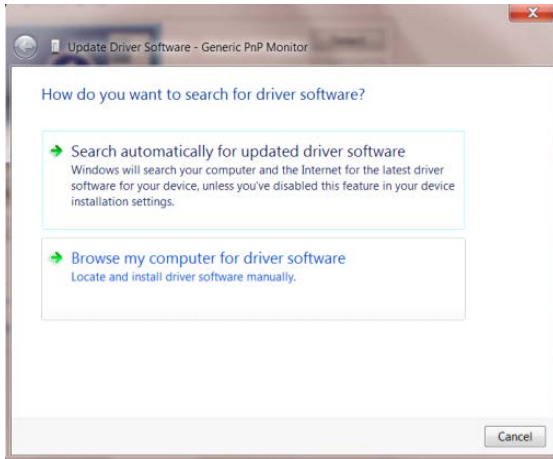 Update Driver Software - Generic PnP Monitor
How do you want to search for driver software?
Search automatically for updated driver software
Windows will search your computer and the Internet for the latest driver
software for your device, unless you've disabled this feature in your device
installation settings.
Browse my computer for driver software
Locate and install driver software manually.
Cancel